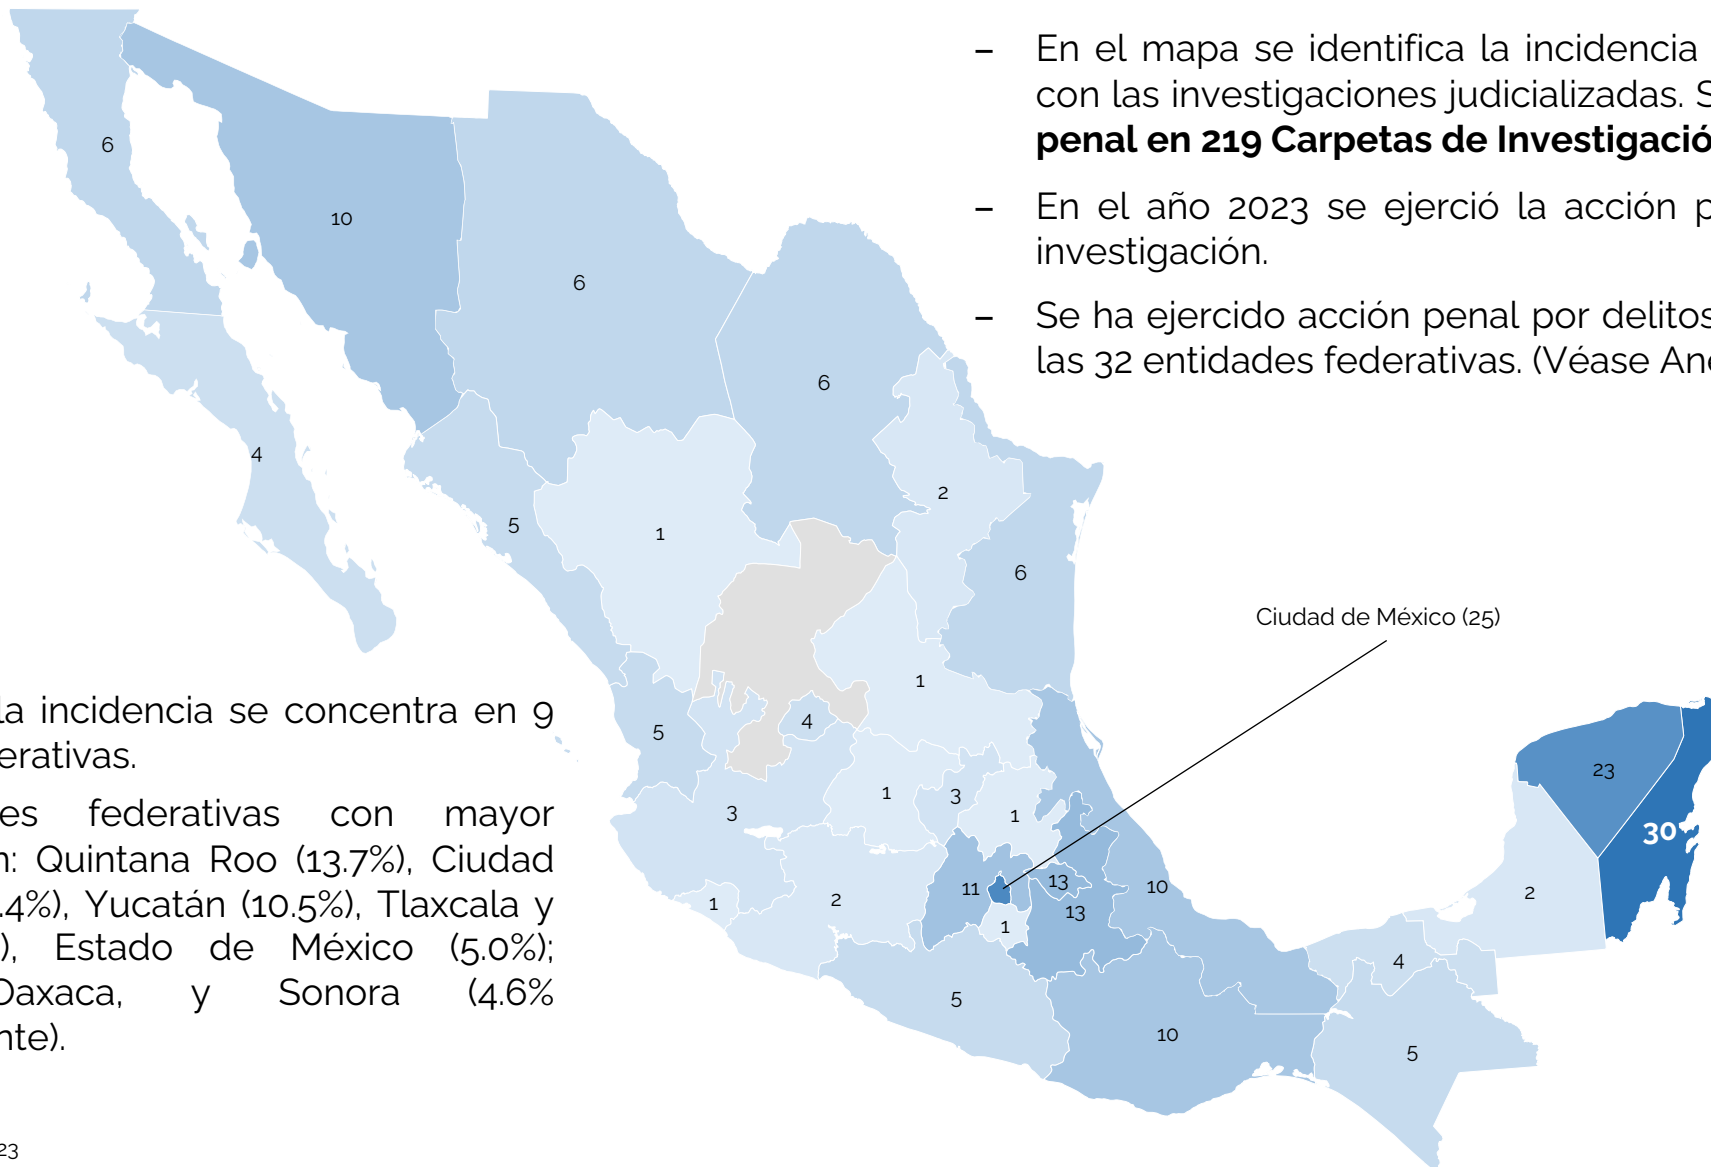 – En el mapa se identifica la incidencia
con las investigaciones judicializadas. S
penal en 219 Carpetas de Investigació
– En el año 2023 se ejerció la acción p
investigación.
– Se ha ejercido acción penal por delitos
las 32 entidades federativas. (Véase An
6
10
6
6
4
2
5
1
6
Ciudad de México (25)
1
5
4
3
1
3
1
23
30
1
2
11
13
13
10
1
2
5
4
10
5
la incidencia se concentra en 9
erativas.
es federativas con mayor
n: Quintana Roo (13.7%), Ciudad
.4%), Yucatán (10.5%), Tlaxcala y
), Estado de México (5.0%);
Oaxaca, y Sonora (4.6%
nte).
23